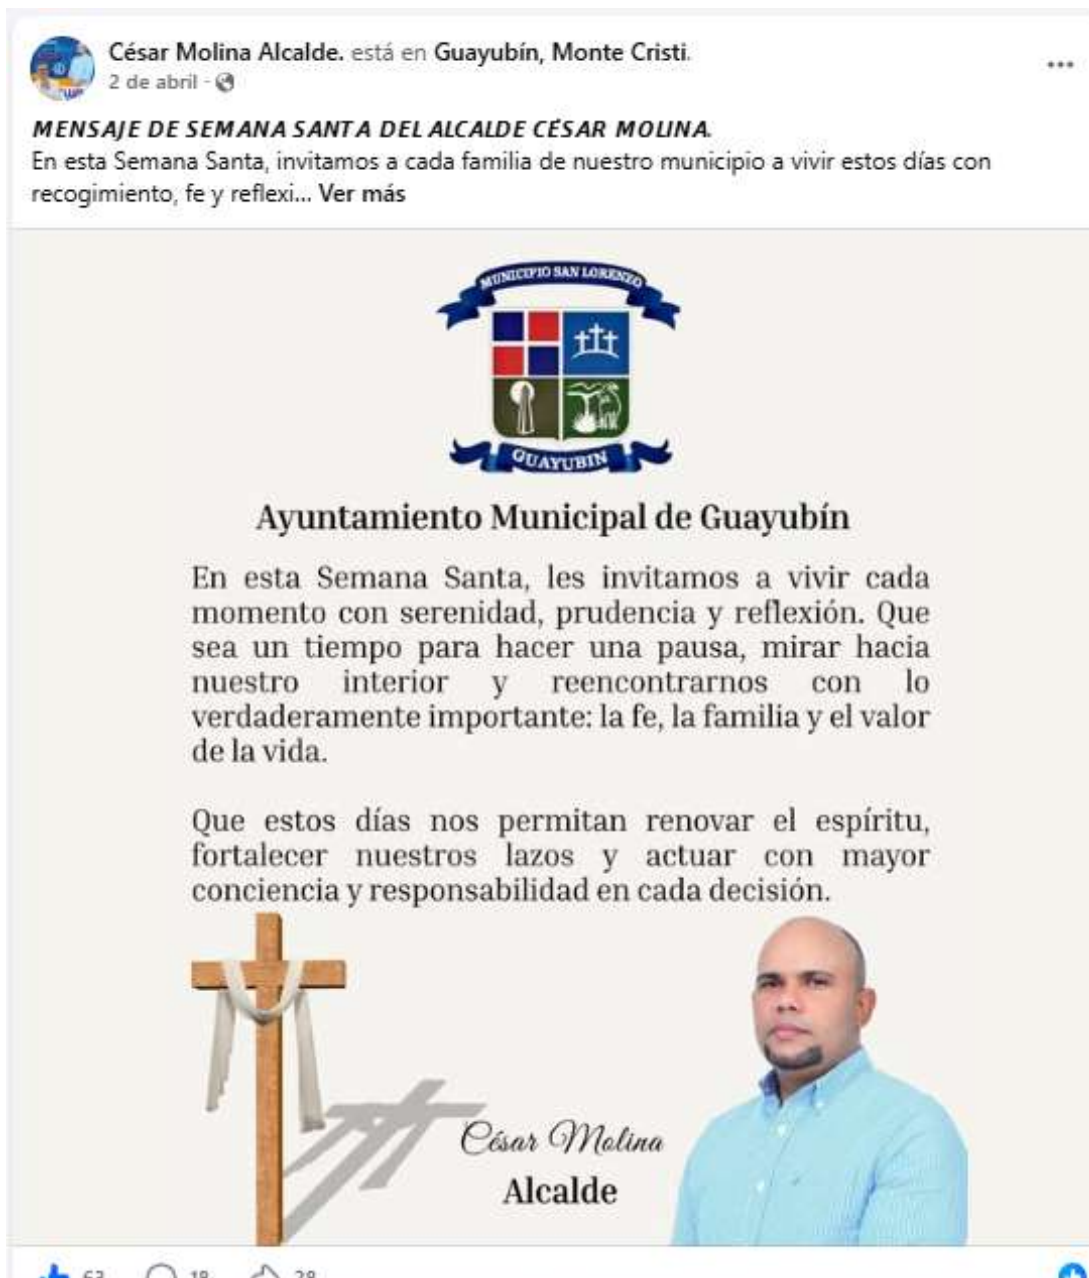 César Molina Alcalde. está en Guayubín, Monte Cristi.
2 de abril ·
MENSAJE DE SEMANA SANTA DEL ALCALDE CÉSAR MOLINA.
En esta Semana Santa, invitamos a cada familia de nuestro municipio a vivir estos días con
recogimiento, fe y reflexi... Ver más
MUNICIPIO SAN LORENZO
GUAYUBIN
Ayuntamiento Municipal de Guayubín
En esta Semana Santa, les invitamos a vivir cada
momento con serenidad, prudencia y reflexión. Que
sea un tiempo para hacer una pausa, mirar hacia
nuestro interior y reencontrarnos con lo
verdaderamente importante: la fe, la familia y el valor
de la vida.
Que estos días nos permitan renovar el espíritu,
fortalecer nuestros lazos y actuar con mayor
conciencia y responsabilidad en cada decisión.
César Molina
Alcalde